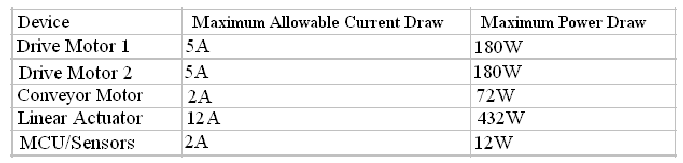 Device Maximum Allowable Current Draw Maximum Power Draw
Drive Motor 1 5A 180W
Drive Motor 2 5A 180W
Conveyor Motor 2A 72W
Linear Actuator 12A 432W
MCU/Sensors 2A 12W